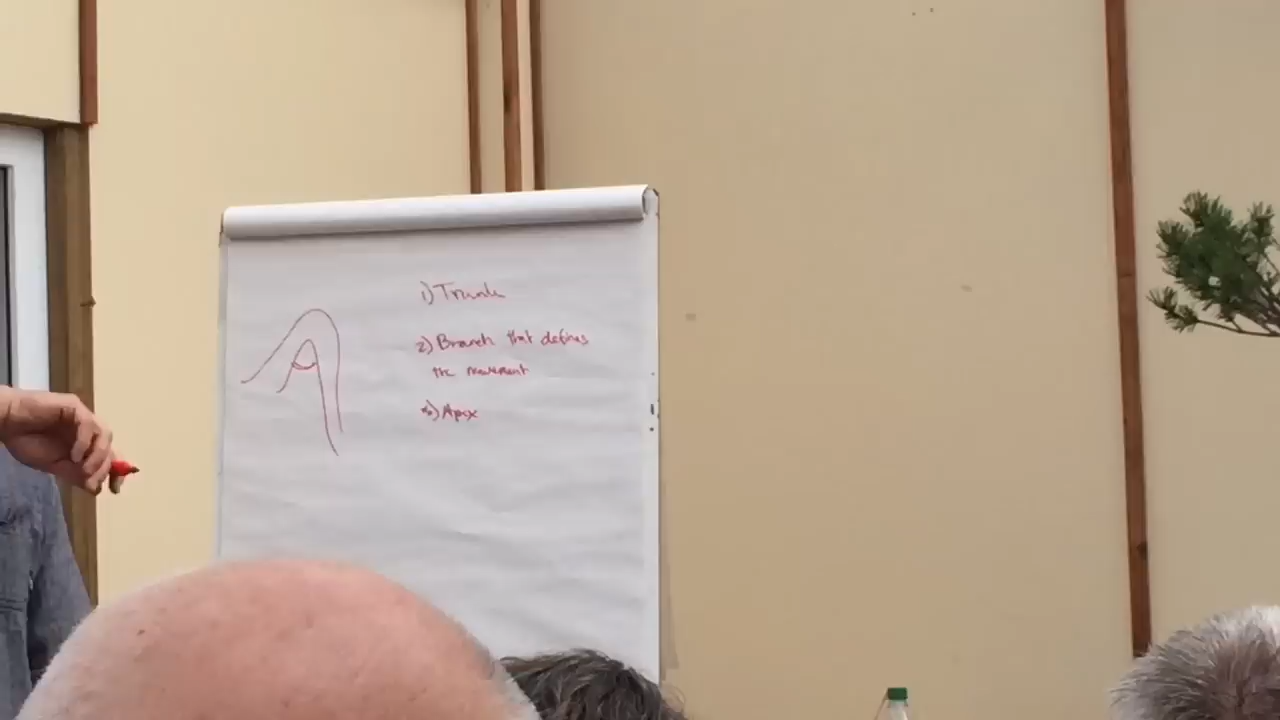 1) Trunk
2) Branch that defines
the movement
3) Apex